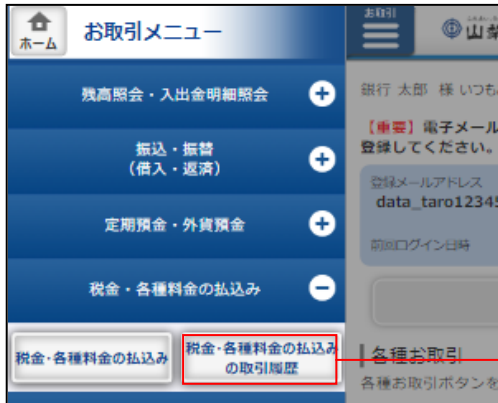 ホーム
お取引メニュー
お取引
残高照会・入出金明細照会
銀行 太郎 様 いつも
【重要】電子メール
登録してください。
振込・振替
(借入・返済)
登録メールアドレス
data_taro12345
定期預金・外貨預金
前回ログイン日時
税金・各種料金の払込み
税金・各種料金の払込み
税金・各種料金の払込み
の取引履歴
各種お取引
各種お取引ボタンを